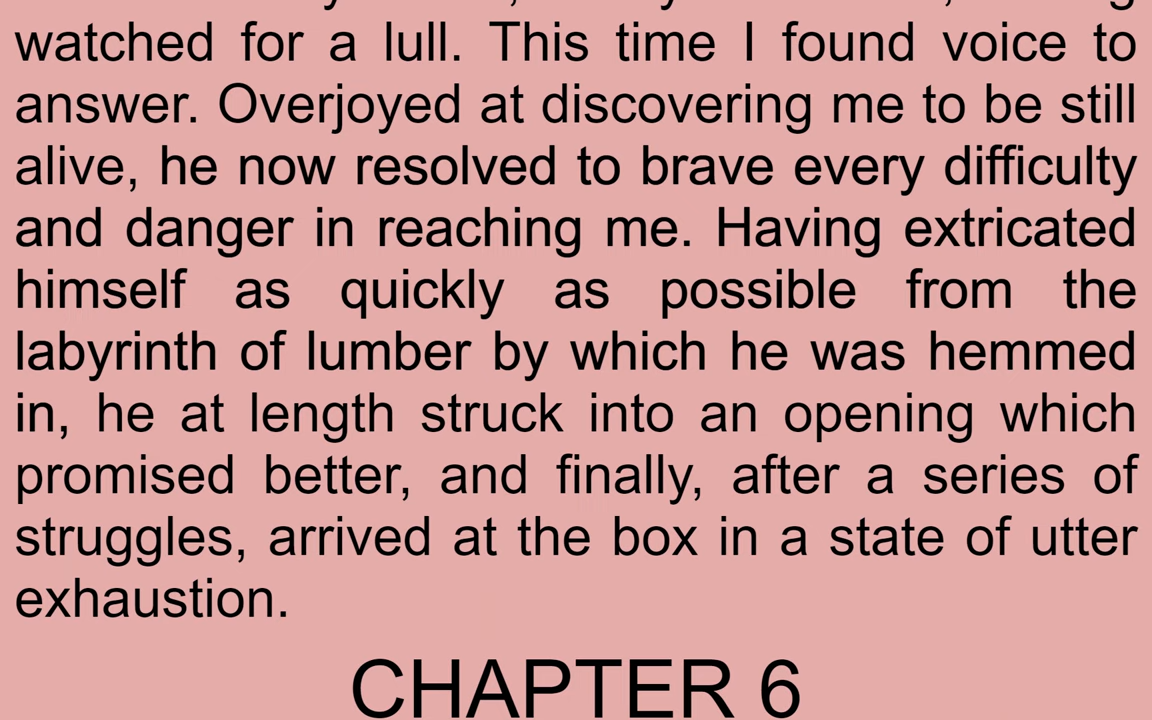 watched for a lull. This time I found voice to
answer. Overjoyed at discovering me to be still
alive, he now resolved to brave every difficulty
and danger in reaching me. Having extricated
himself as quickly as possible from the
labyrinth of lumber by which he was hemmed
in, he at length struck into an opening which
promised better, and finally, after a series of
struggles, arrived at the box in a state of utter
exhaustion.
CHAPTER 6